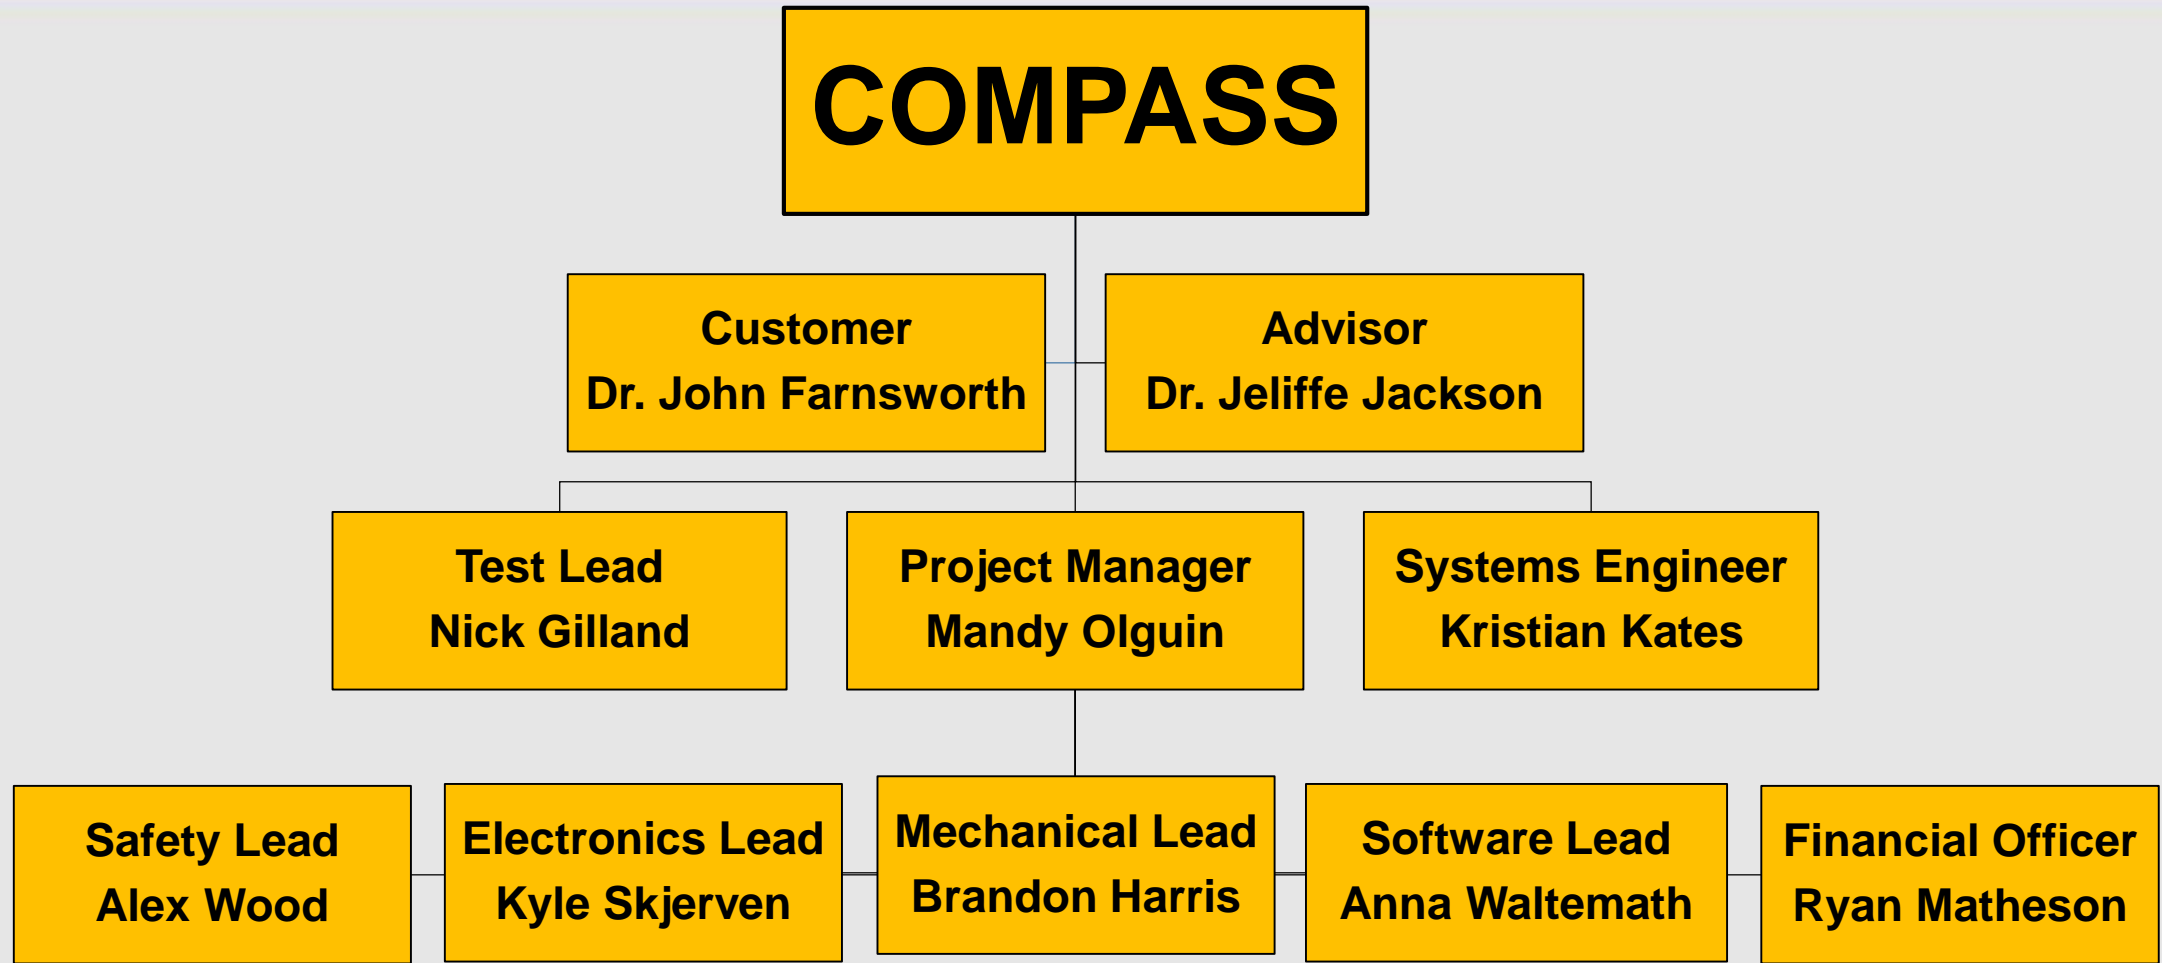 COMPASS
Customer
Dr. John Farnsworth
Advisor
Dr. Jeliffe Jackson
Test Lead
Nick Gilland
Project Manager
Mandy Olguin
Systems Engineer
Kristian Kates
Safety Lead
Alex Wood
Electronics Lead
Kyle Skjerven
Mechanical Lead
Brandon Harris
Software Lead
Anna Waltemath
Financial Officer
Ryan Matheson